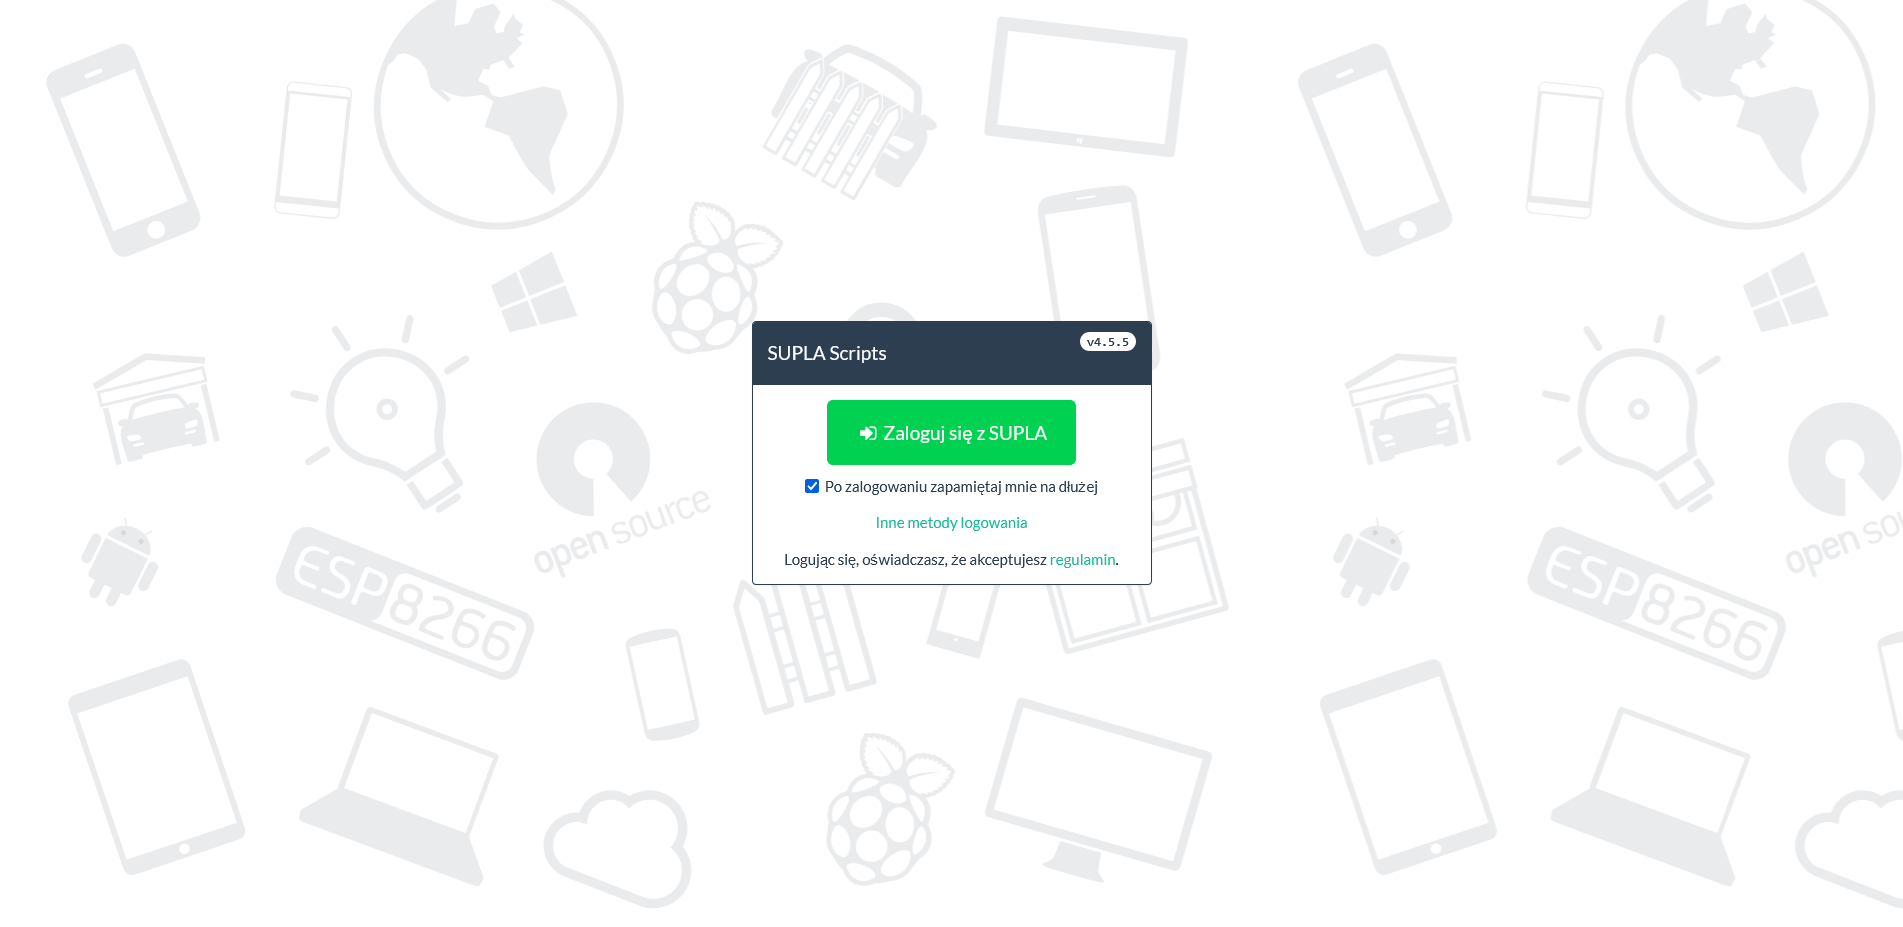 SUPLA Scripts
v4.5.5
Zaloguj się z SUPLA
Po zalogowaniu zapamiętaj mnie na dłużej
Inne metody logowania
Logując się, oświadczasz, że akceptujesz regulamin.
open source
ESP8266
open sou
ESP8266